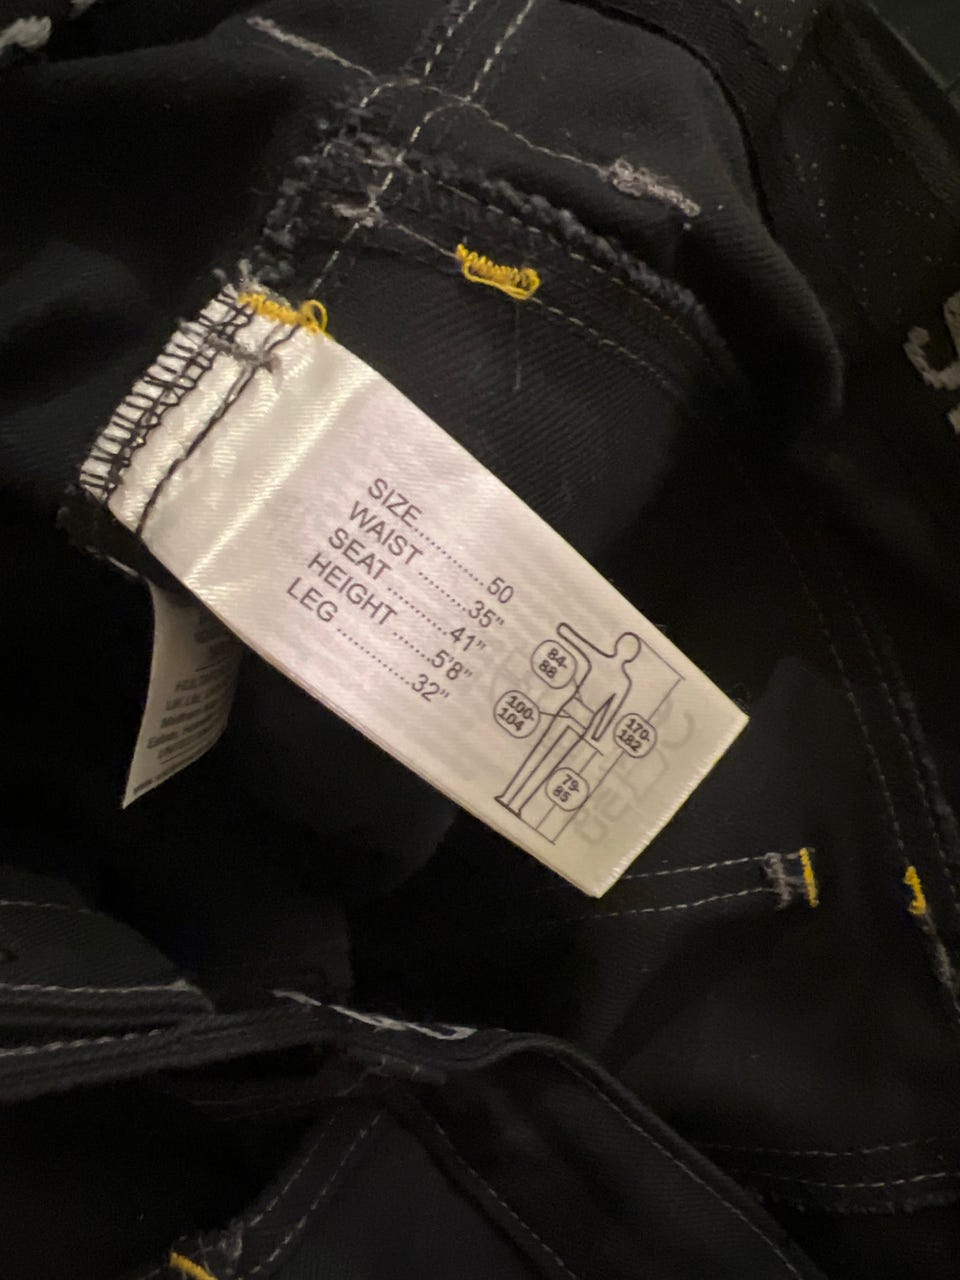 SIZE............50
WAIST .........35"
SEAT ...........41"
HEIGHT .......5'8"
LEG .............32"
84-
88
100-
104
170-
182
79-
85